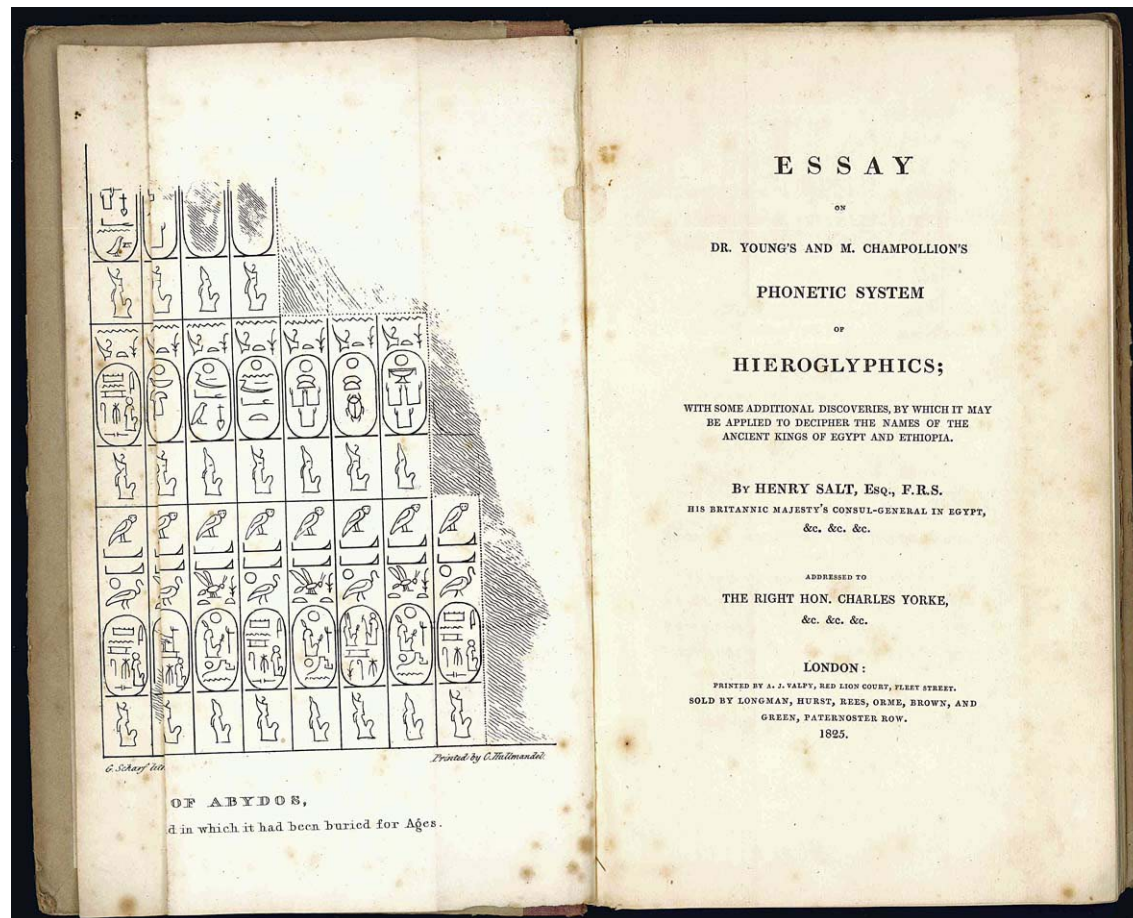 G. Scharf lith
Printed by C. Hullmandel.
OF ABYDOS,
d in which it had been buried for Ages.
ESSAY
ON
DR. YOUNG'S AND M. CHAMPOLLION'S
PHONETIC SYSTEM
OF
HIEROGLYPHICS;
WITH SOME ADDITIONAL DISCOVERIES, BY WHICH IT MAY
BE APPLIED TO DECIPHER THE NAMES OF THE
ANCIENT KINGS OF EGYPT AND ETHIOPIA.
BY HENRY SALT, ESQ., F.R.S.
HIS BRITANNIC MAJESTY'S CONSUL-GENERAL IN EGYPT,
&c. &c. &c.
ADDRESSED TO
THE RIGHT HON. CHARLES YORKE,
&c. &c. &c.
LONDON:
PRINTED BY A. J. VALPY, RED LION COURT, FLEET STREET.
SOLD BY LONGMAN, HURST, REES, ORME, BROWN, AND
GREEN, PATERNOSTER ROW.
1825.